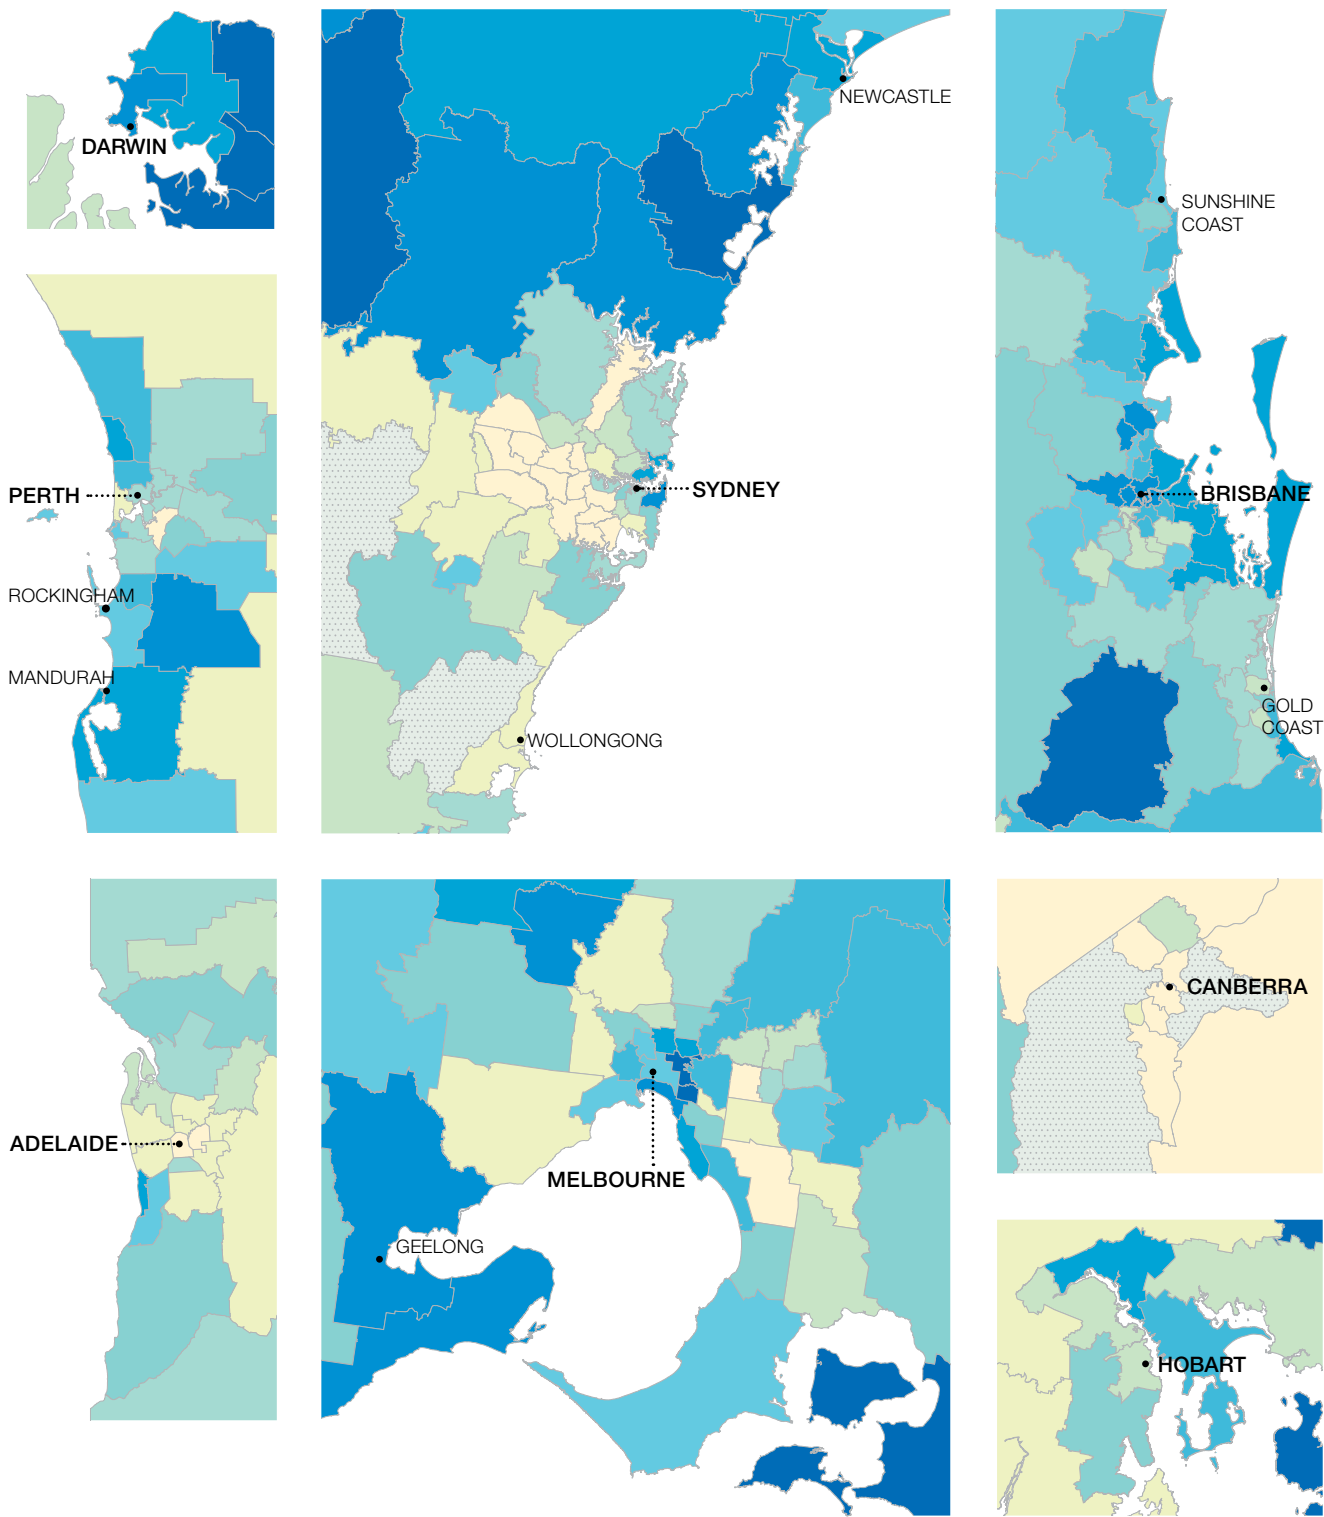 DARWIN
NEWCASTLE
SUNSHINE
COAST
PERTH
SYDNEY
BRISBANE
ROCKINGHAM
MANDURAH
GOLD
COAST
WOLLONGONG
CANBERRA
ADELAIDE
MELBOURNE
GEELONG
HOBART